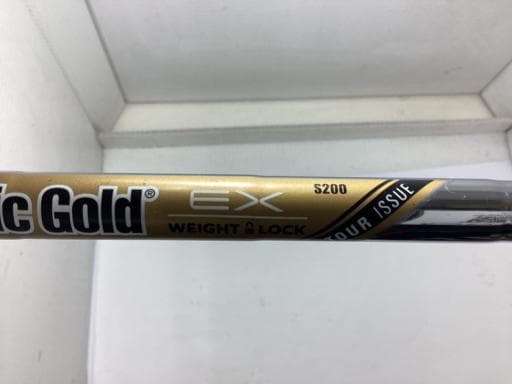 ic Gold®
EX
WEIGHT LOCK
S200
TOUR ISSUE